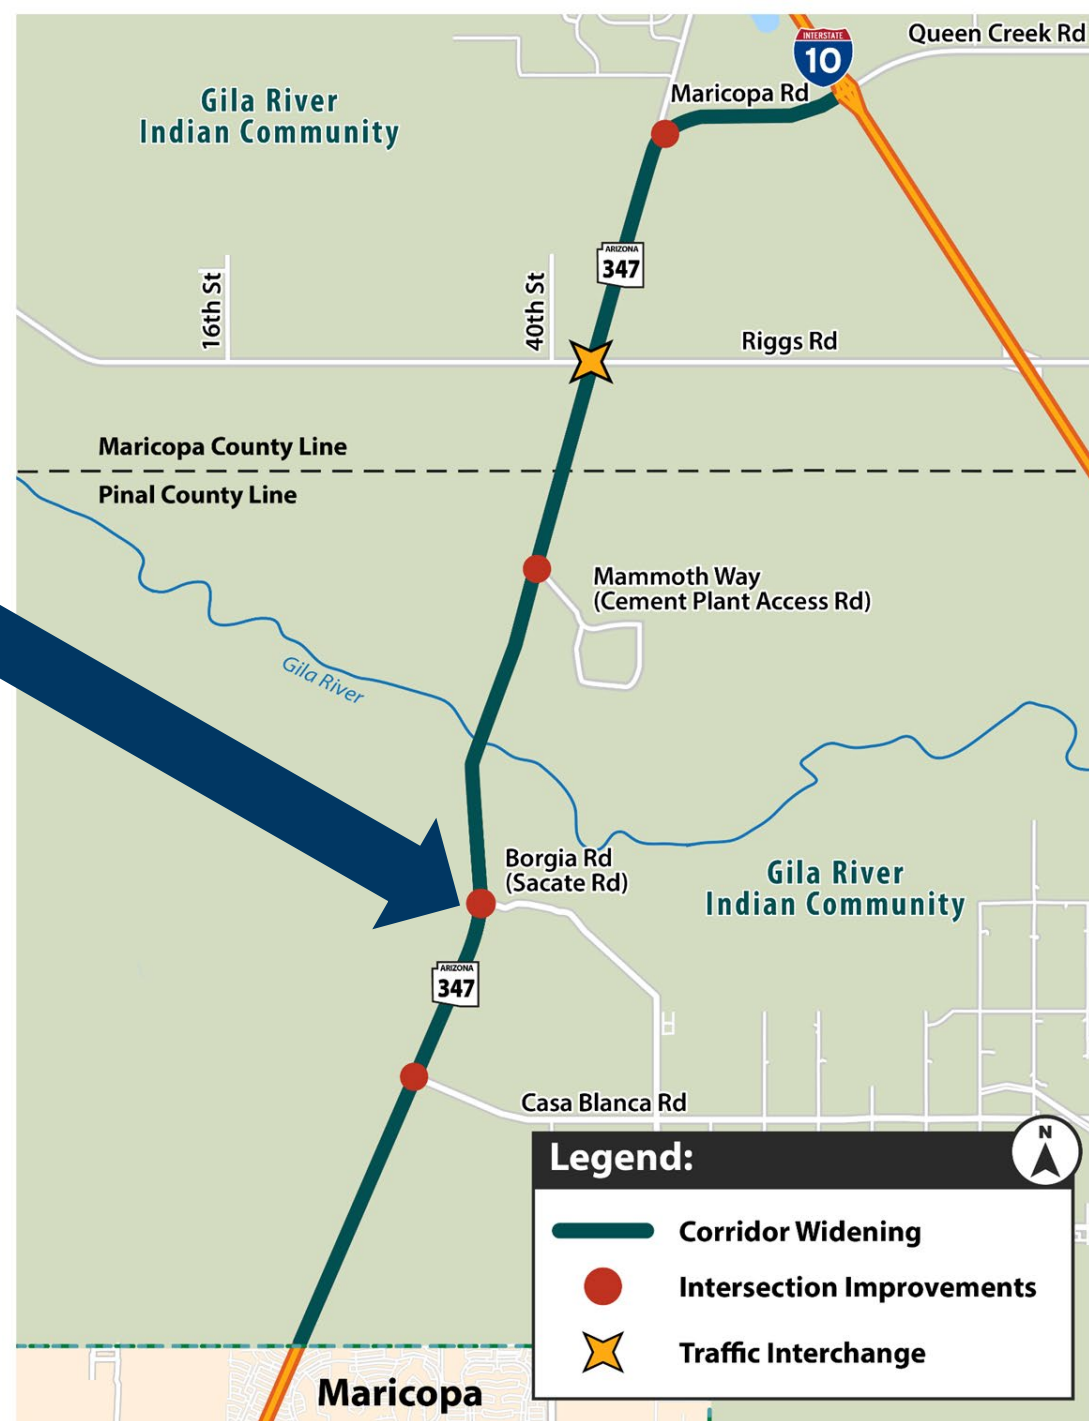 Queen Creek Rd
INTERSTATE
10
Maricopa Rd
Gila River
Indian Community
ARIZONA
347
16th St
40th St
Riggs Rd
Maricopa County Line
Pinal County Line
Mammoth Way
(Cement Plant Access Rd)
Gila River
Borgia Rd
(Sacate Rd)
Gila River
Indian Community
ARIZONA
347
Casa Blanca Rd
N
Legend:
Corridor Widening
Intersection Improvements
Traffic Interchange
Maricopa